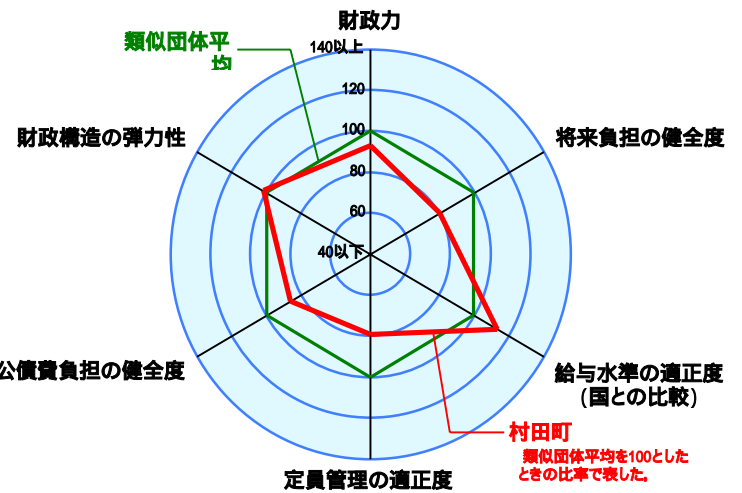 財政力
類似団体平
均
140以上
120
100
80
60
40以下
財政構造の弾力性
将来負担の健全度
公債費負担の健全度
給与水準の適正度
(国との比較)
村田町
類似団体平均を100とした
ときの比率で表した。
定員管理の適正度